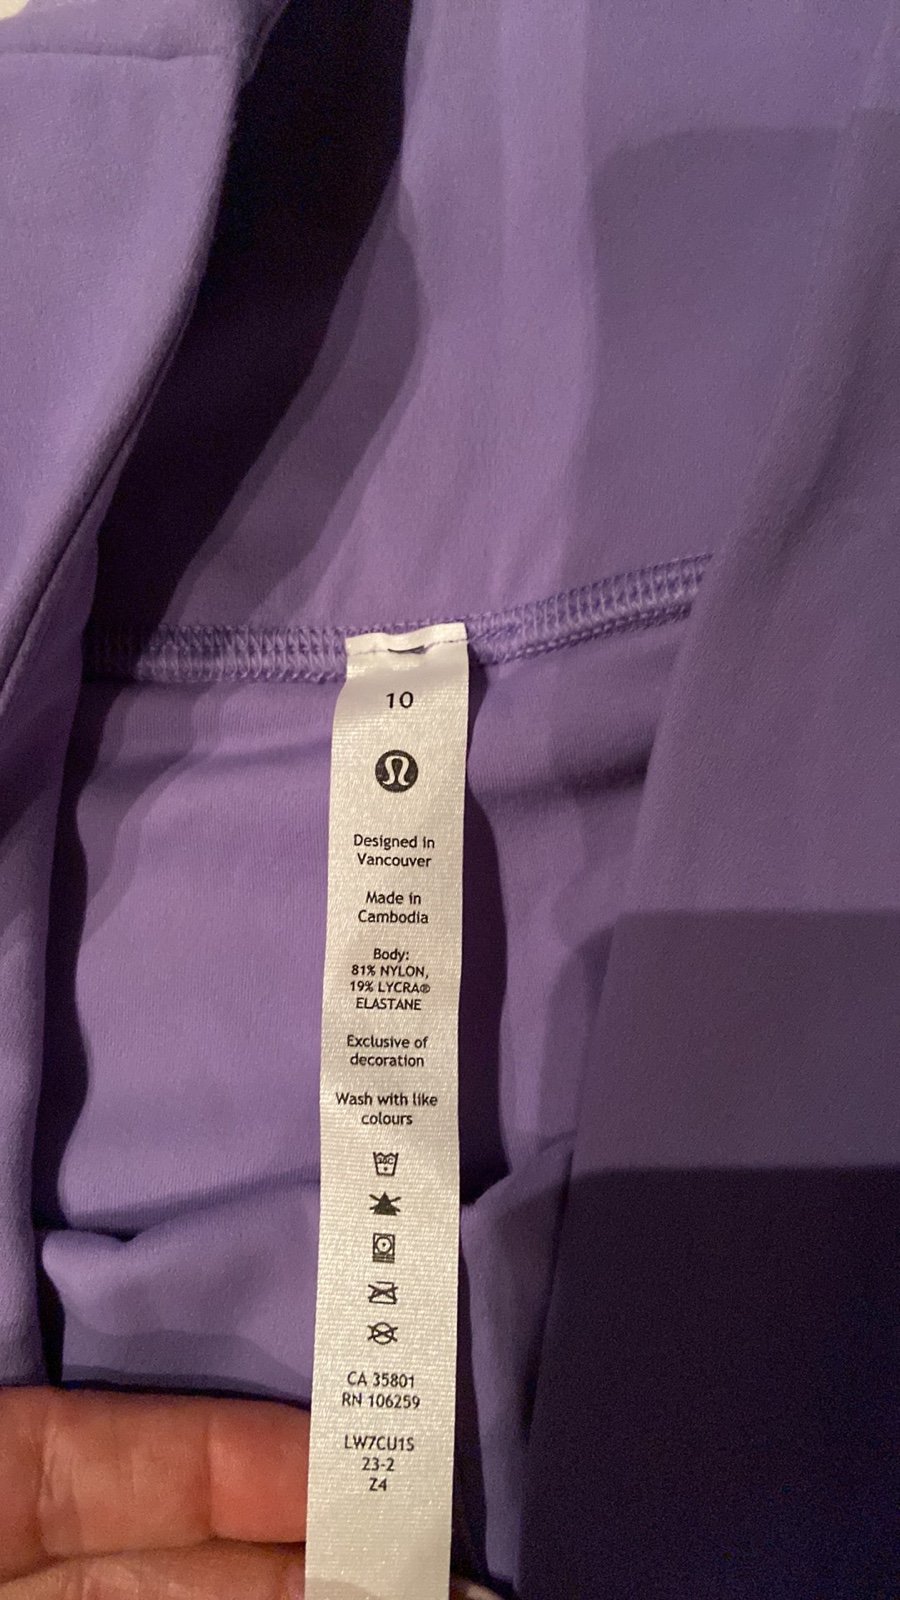 10
Designed in
Vancouver
Made in
Cambodia
Body:
81% NYLON,
19% LYCRA®
ELASTANE
Exclusive of
decoration
Wash with like
colours
30C
CA 35801
RN 106259
LW7CU1S
23-2
Z4